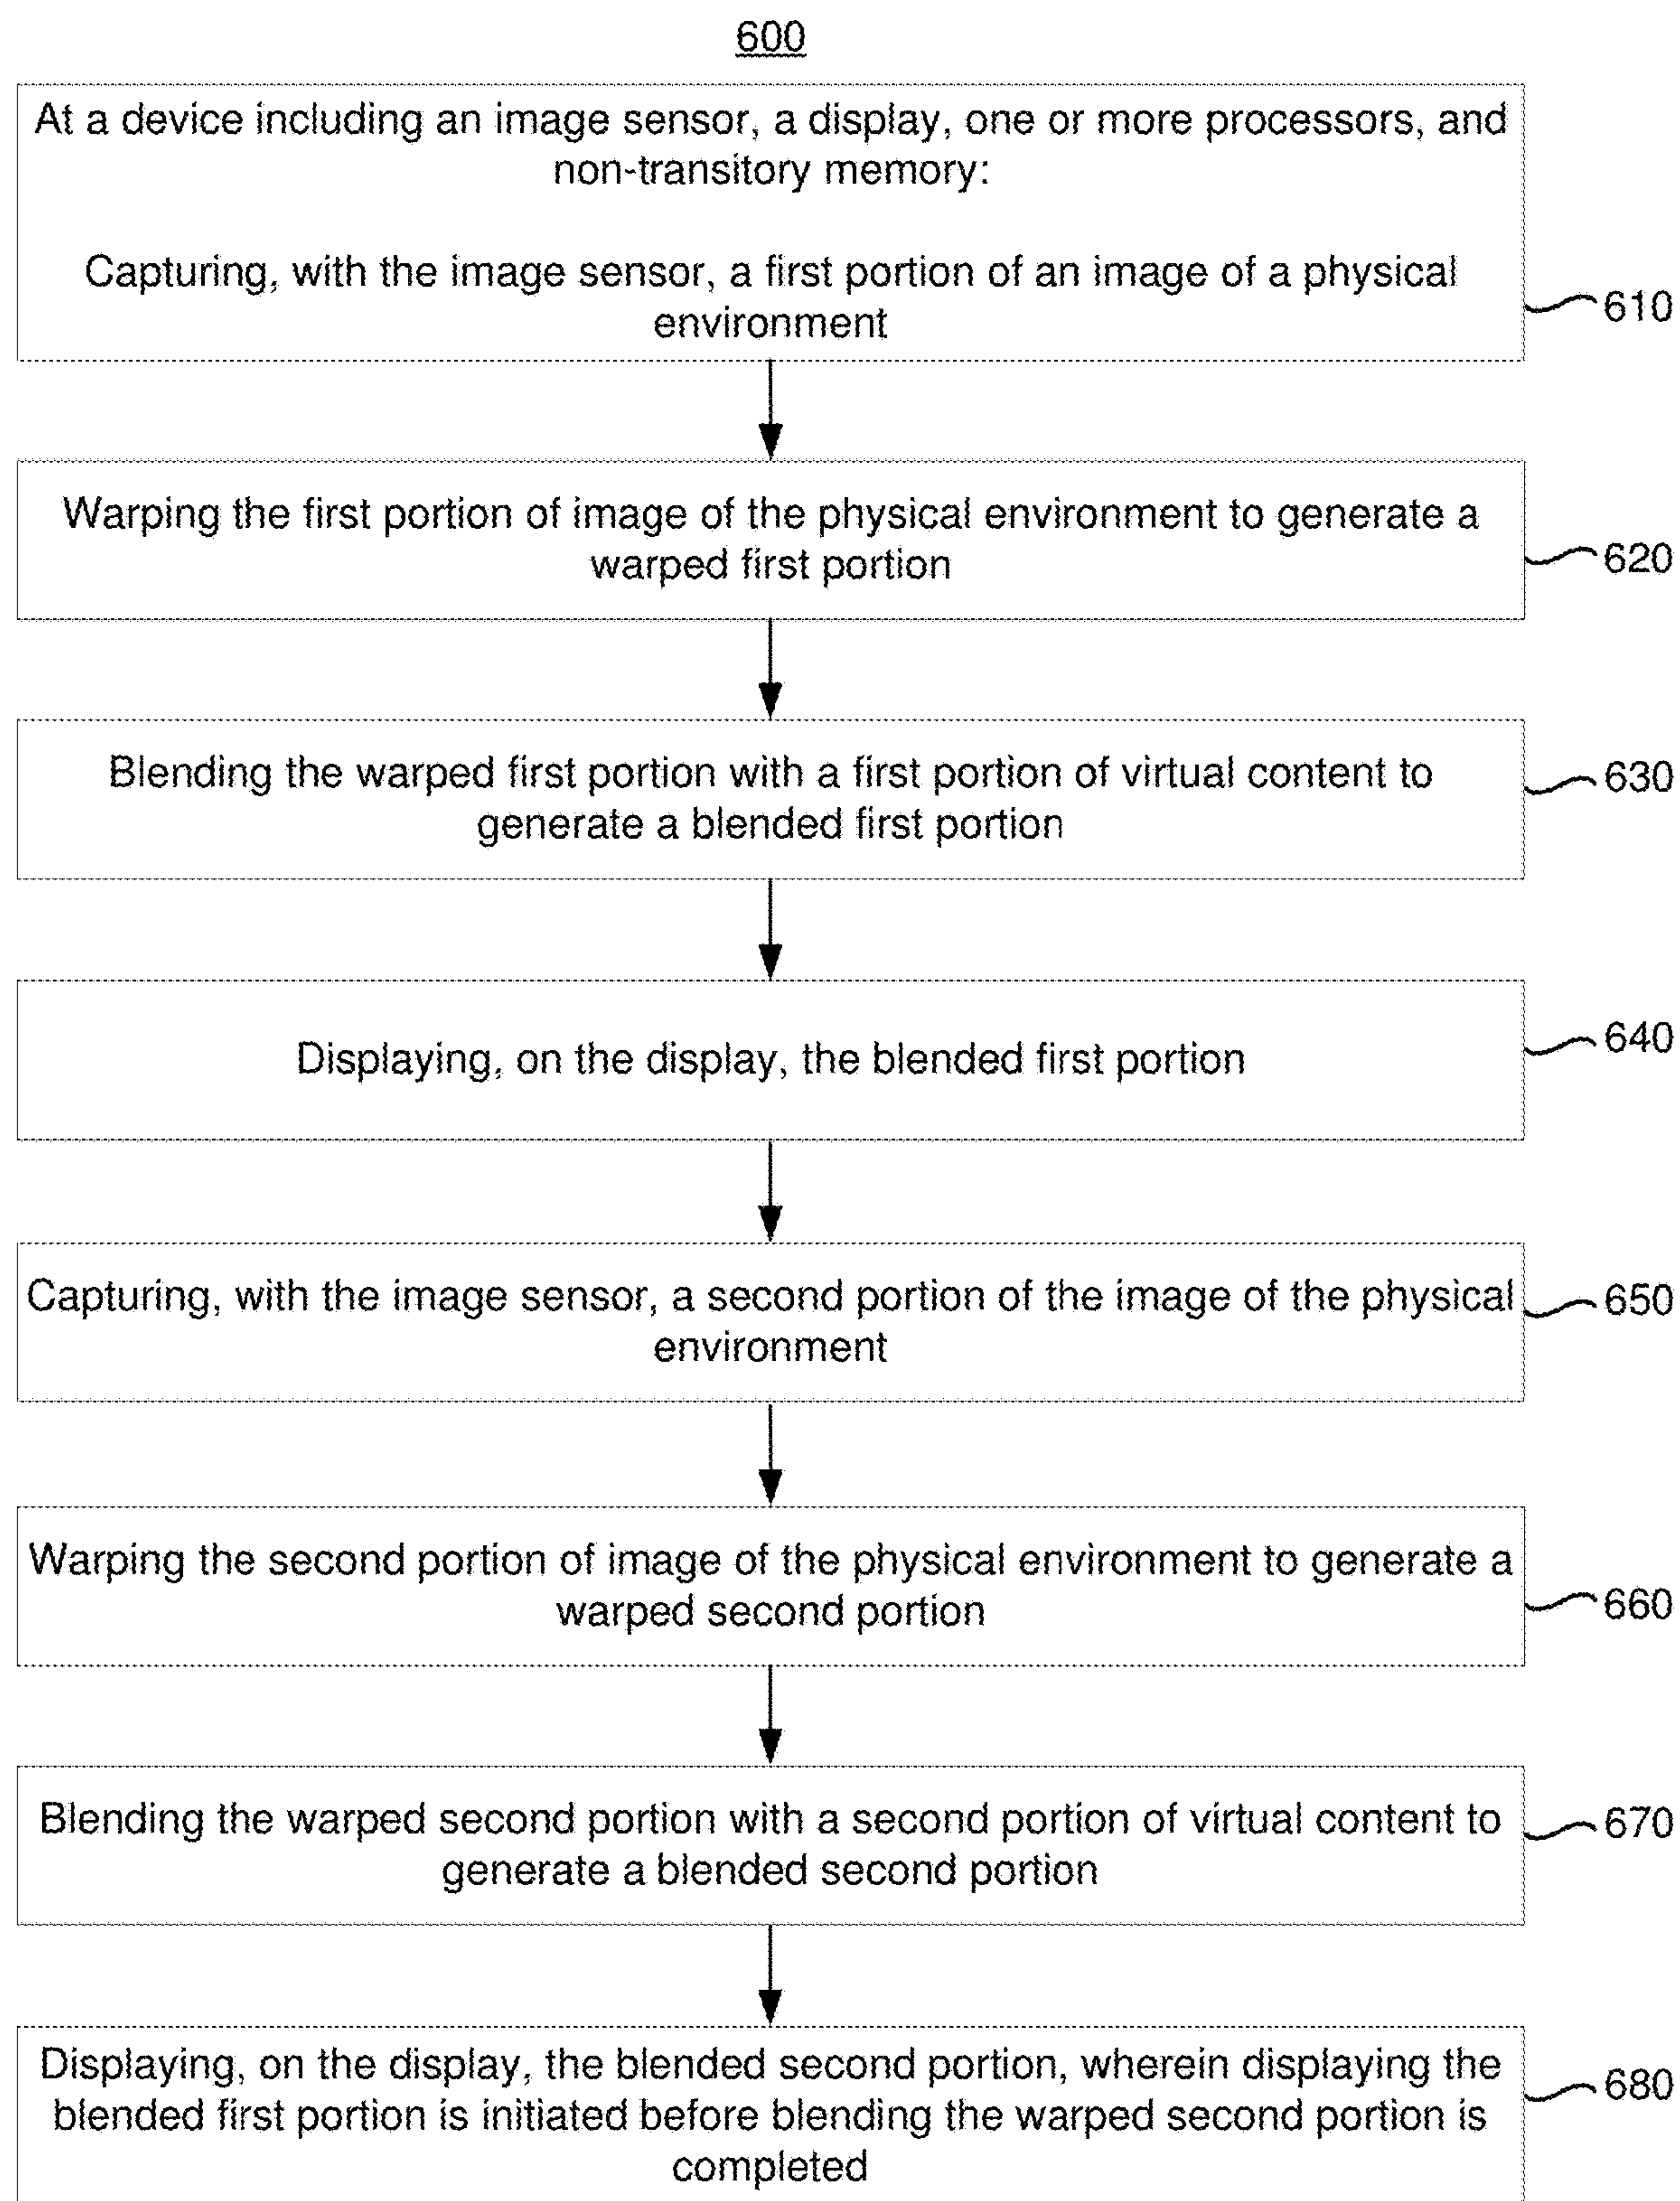 600
At a device including an image sensor, a display, one or more processors, and
non-transitory memory:
Capturing, with the image sensor, a first portion of an image of a physical
environment
610
Warping the first portion of image of the physical environment to generate a
warped first portion
620
Blending the warped first portion with a first portion of virtual content to
generate a blended first portion
630
Displaying, on the display, the blended first portion
640
Capturing, with the image sensor, a second portion of the image of the physical
environment
650
Warping the second portion of image of the physical environment to generate a
warped second portion
660
Blending the warped second portion with a second portion of virtual content to
generate a blended second portion
670
Displaying, on the display, the blended second portion, wherein displaying the
blended first portion is initiated before blending the warped second portion is
completed
680